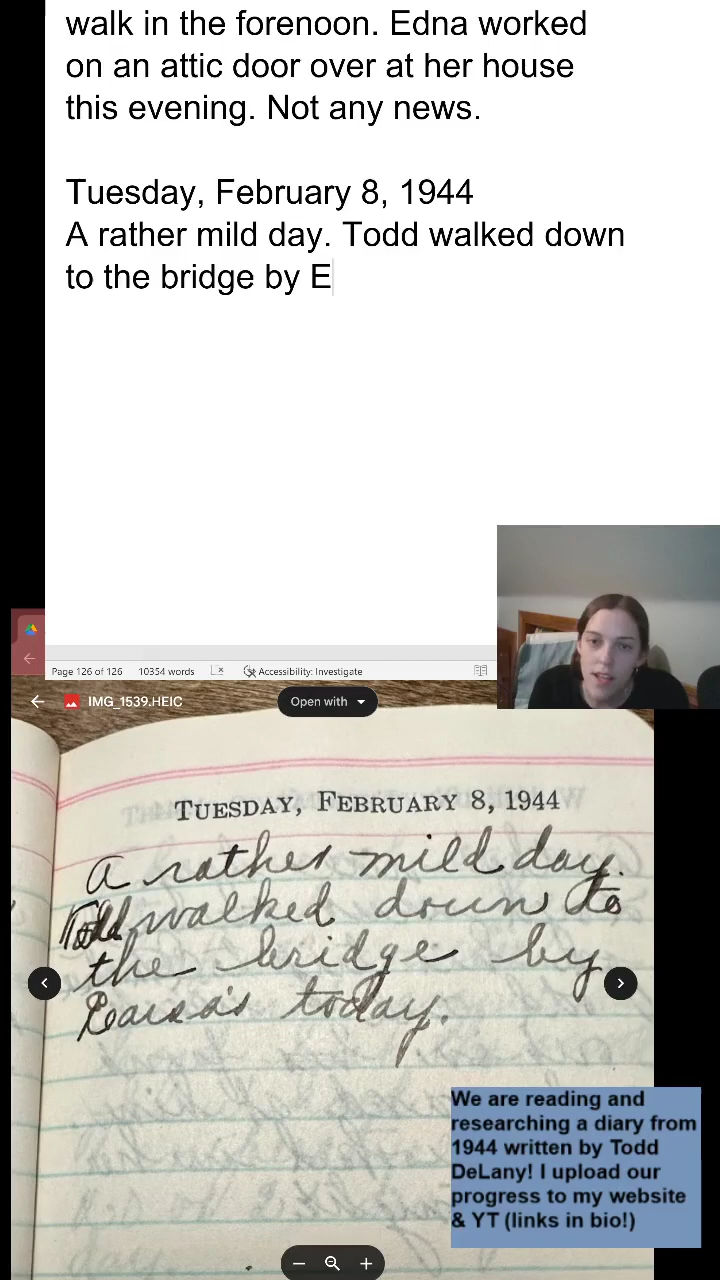 walk in the forenoon. Edna worked
on an attic door over at her house
this evening. Not any news.
Tuesday, February 8, 1944
A rather mild day. Todd walked down
to the bridge by E
Page 126 of 126 10354 words Accessibility: Investigate
IMG_1539.HEIC Open with
TUESDAY, FEBRUARY 8, 1944
A rather mild day.
Todd walked down to
the bridge by
today.
We are reading and
researching a diary from
1944 written by Todd
DeLany! I upload our
progress to my website
& YT (links in bio!)